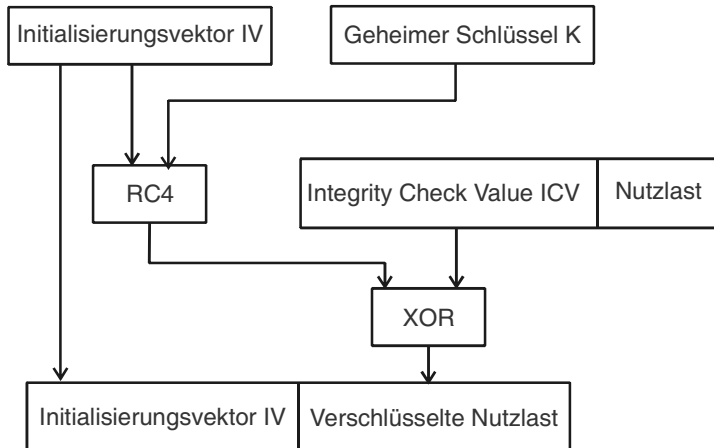 Initialisierungsvektor IV
Geheimer Schlüssel K
RC4
Integrity Check Value ICV
Nutzlast
XOR
Initialisierungsvektor IV
Verschlüsselte Nutzlast